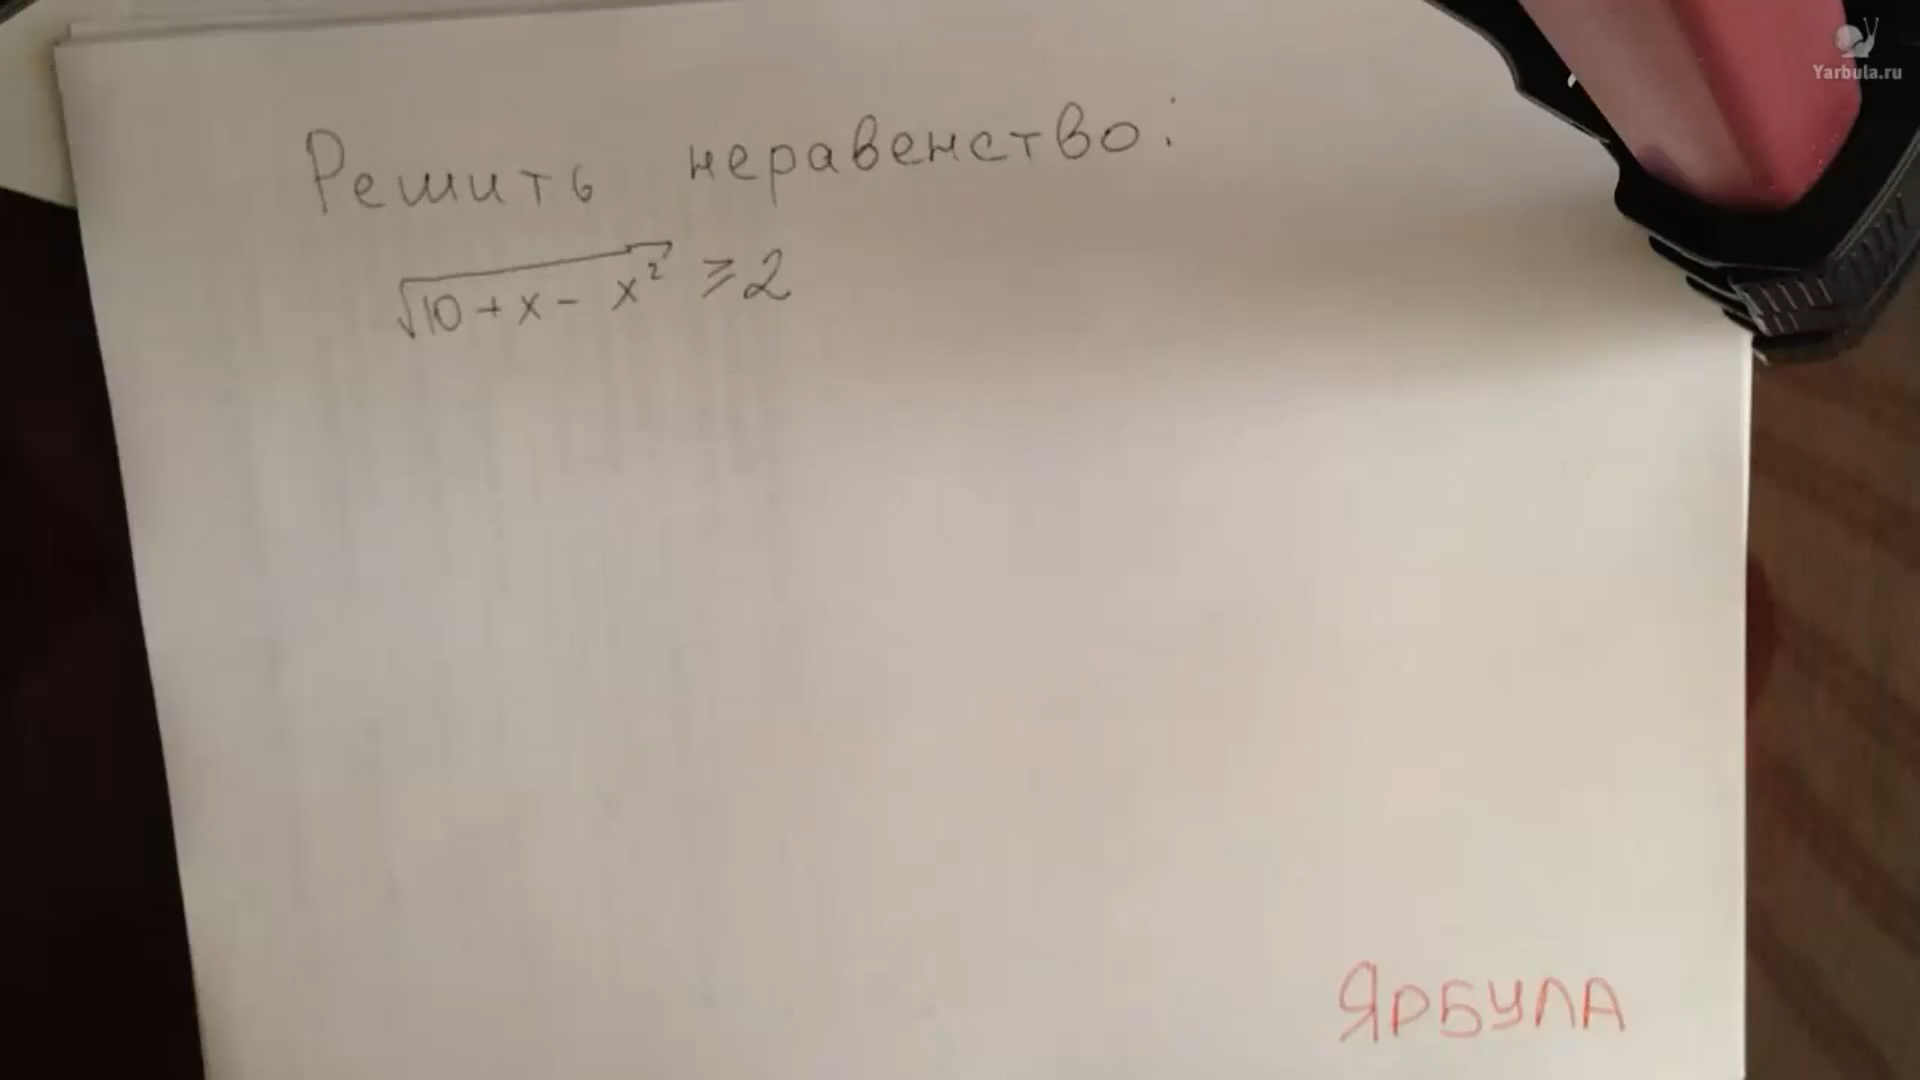 Yarbula.ru
Решить неравенство:
√10+x-x² ≥2
ЯРБУЛА